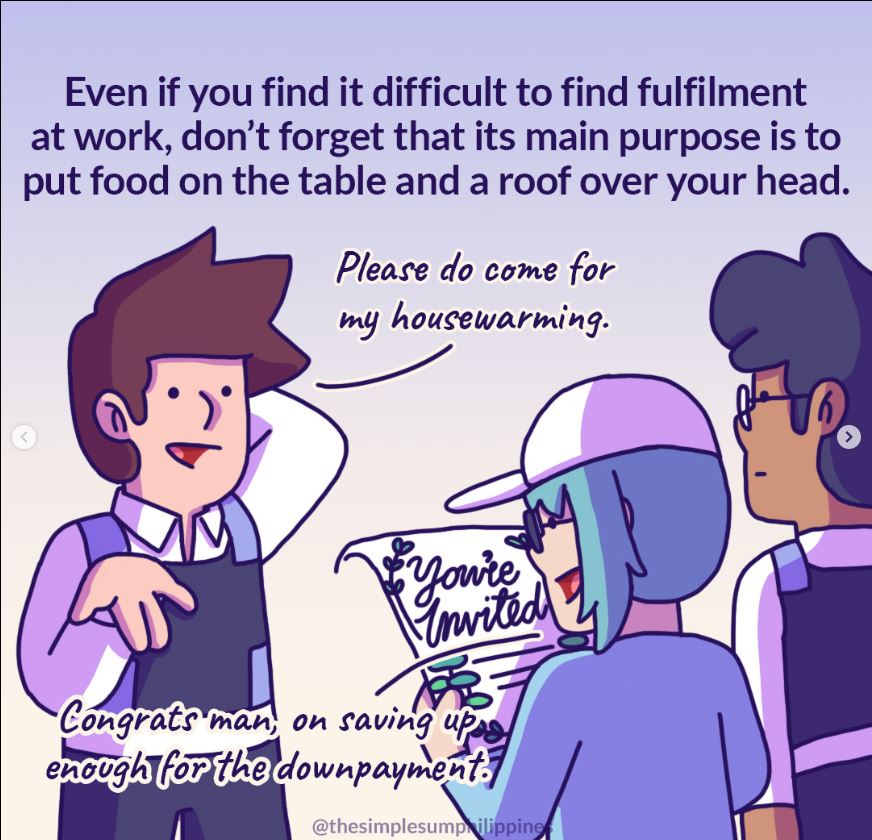 Even if you find it difficult to find fulfilment
at work, don't forget that its main purpose is to
put food on the table and a roof over your head.
Please do come for
my housewarming.
You're
Invited
Congrats man, on saving up
enough for the downpayment.
@thesimplesumphilippines